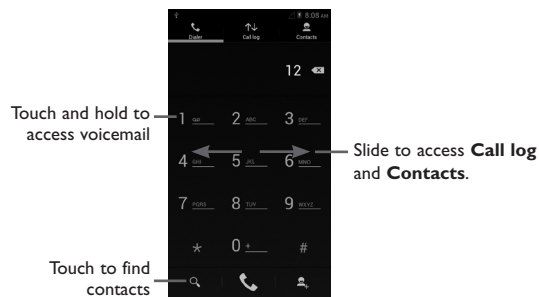 8:08 AM
Dialer Call log Contacts
12
Touch and hold to
access voicemail
1 2 ABC 3 DEF
Slide to access Call log
and Contacts.
4 GHI 5 JKL 6 MNO
7 PQRS 8 TUV 9 WXYZ
* 0 + #
Touch to find
contacts